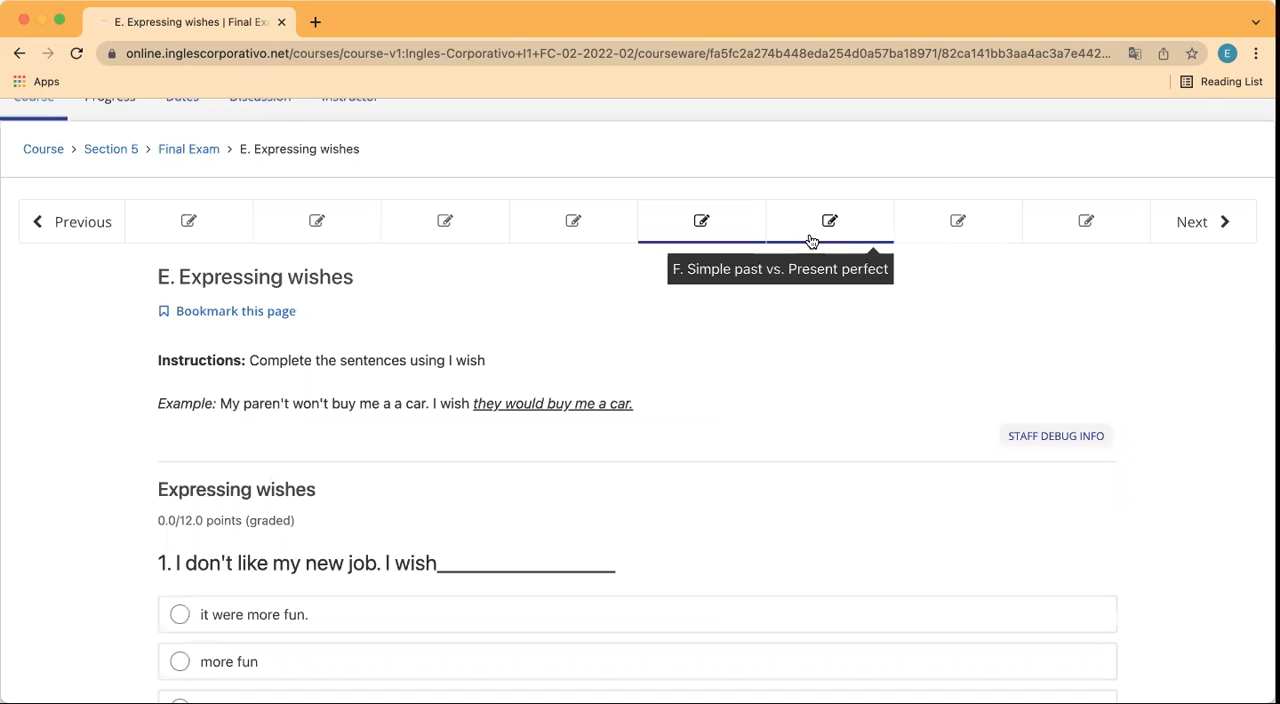 E. Expressing wishes | Final Ex
online.inglescorporativo.net/courses/course-v1:Ingles-Corporativo+I1+FC-02-2022-02/courseware/fa5fc2a274b448eda254d0a57ba18971/82ca141bb3aa4ac3a7e442...
E
Apps
Reading List
Course Progress Dates Discussion Instructor
Course > Section 5 > Final Exam > E. Expressing wishes
Previous
Next
F. Simple past vs. Present perfect
E. Expressing wishes
Bookmark this page
Instructions: Complete the sentences using I wish
Example: My paren't won't buy me a a car. I wish they would buy me a car.
STAFF DEBUG INFO
Expressing wishes
0.0/12.0 points (graded)
1. I don't like my new job. I wish__________________
it were more fun.
more fun